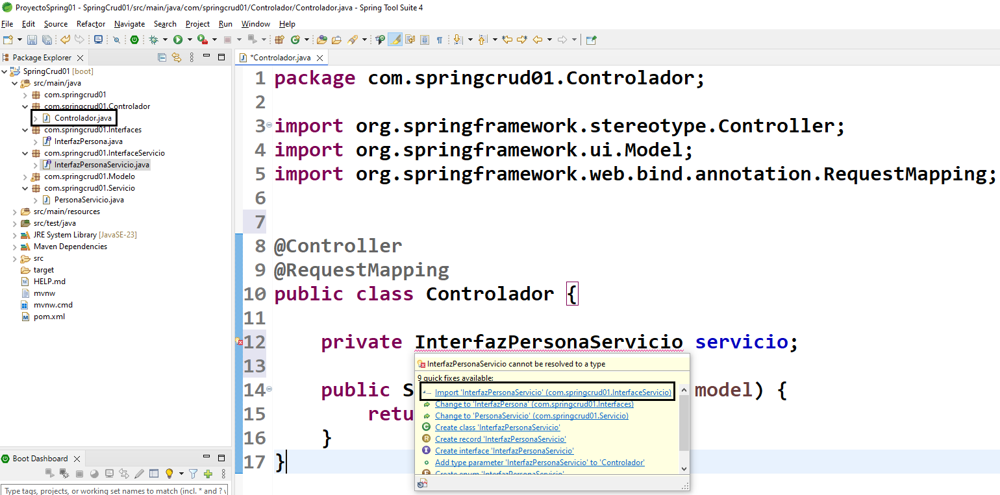 ProyectoSpring01 - SpringCrud01/src/main/java/com/springcrud01/Controlador/Controlador.java - Spring Tool Suite 4
File Edit Source Refactor Navigate Search Project Run Window Help
Package Explorer
SpringCrud01 [boot]
src/main/java
com.springcrud01
com.springcrud01.Controlador
Controlador.java
com.springcrud01.Interfaces
InterfazPersona.java
com.springcrud01.InterfaceServicio
InterfazPersonaServicio.java
com.springcrud01.Modelo
com.springcrud01.Servicio
PersonaServicio.java
src/main/resources
src/test/java
JRE System Library [JavaSE-23]
Maven Dependencies
src
target
HELP.md
mvnw
mvnw.cmd
pom.xml
Boot Dashboard
Type tags, projects, or working set names to match (incl. * and ?
*Controlador.java
1 package com.springcrud01.Controlador;
2
3 import org.springframework.stereotype.Controller;
4 import org.springframework.ui.Model;
5 import org.springframework.web.bind.annotation.RequestMapping;
6
7
8 @Controller
9 @RequestMapping
10 public class Controlador {
11
12 private InterfazPersonaServicio servicio;
13
14 public S model) {
15 retu
16 }
17 }
InterfazPersonaServicio cannot be resolved to a type
9 quick fixes available:
Import 'InterfazPersonaServicio' (com.springcrud01.InterfaceServicio)
Change to 'InterfazPersona' (com.springcrud01.Interfaces)
Change to 'PersonaServicio' (com.springcrud01.Servicio)
Create class 'InterfazPersonaServicio'
Create record 'InterfazPersonaServicio'
Create interface 'InterfazPersonaServicio'
Add type parameter 'InterfazPersonaServicio' to 'Controlador'
Create enum 'InterfazPersonaServicio'